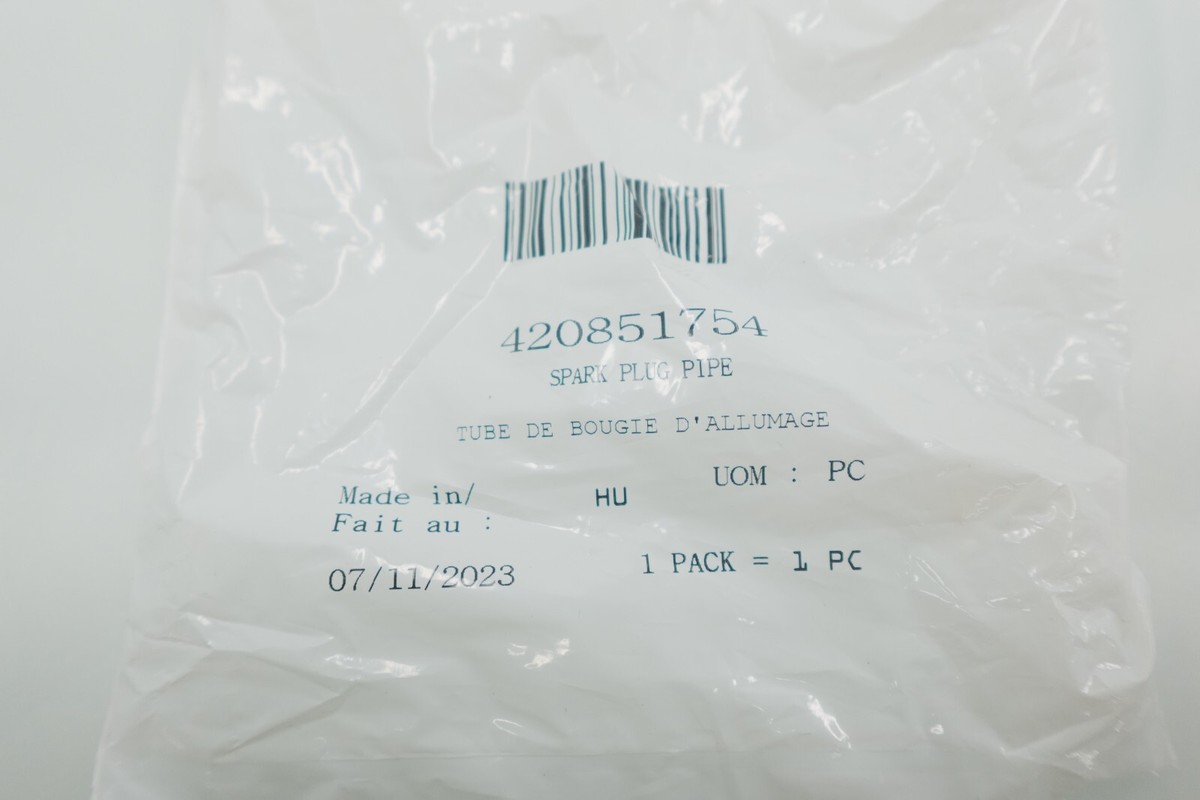 420851754
SPARK PLUG PIPE
TUBE DE BOUGIE D'ALLUMAGE
UOM : PC
Made in/ HU
Fait au :
07/11/2023
1 PACK = 1 PC